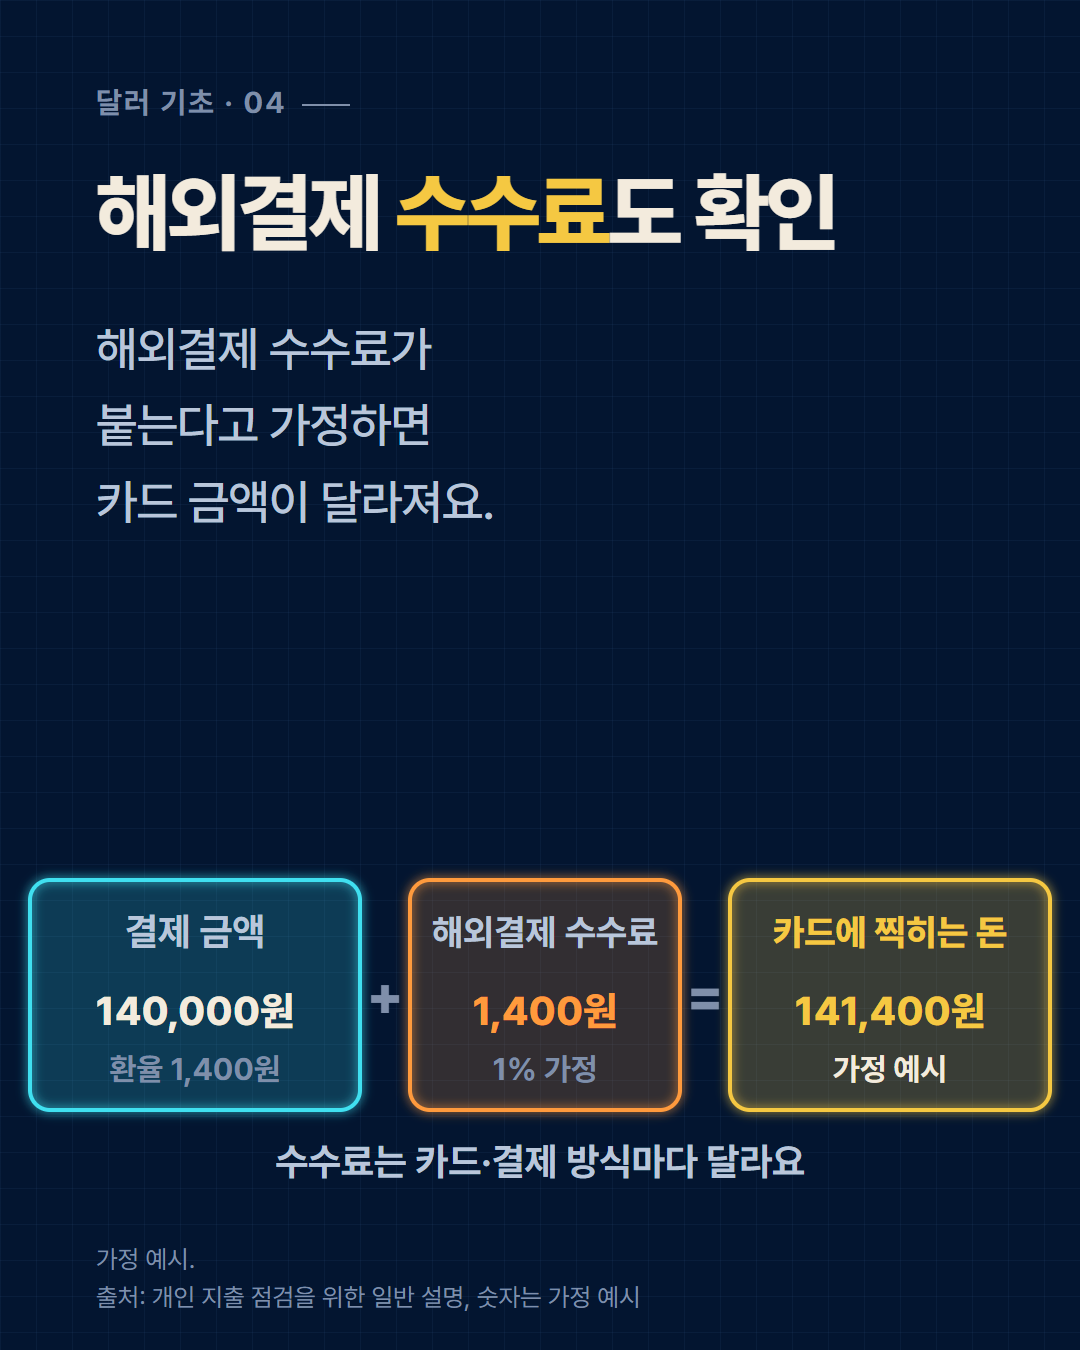 달러 기초 · 04
해외결제 수수료도 확인
해외결제 수수료가
붙는다고 가정하면
카드 금액이 달라져요.
결제 금액
140,000원
환율 1,400원
+
해외결제 수수료
1,400원
1% 가정
=
카드에 찍히는 돈
141,400원
가정 예시
수수료는 카드·결제 방식마다 달라요
가정 예시.
출처: 개인 지출 점검을 위한 일반 설명, 숫자는 가정 예시